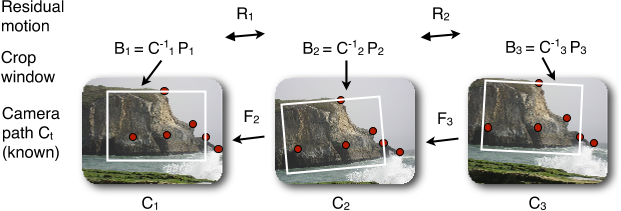 Residual motion
R₁
R₂
B₁ = C⁻¹₁ P₁
B₂ = C⁻¹₂ P₂
B₃ = C⁻¹₃ P₃
Crop window
Camera path Cₜ (known)
F₂
F₃
C₁
C₂
C₃